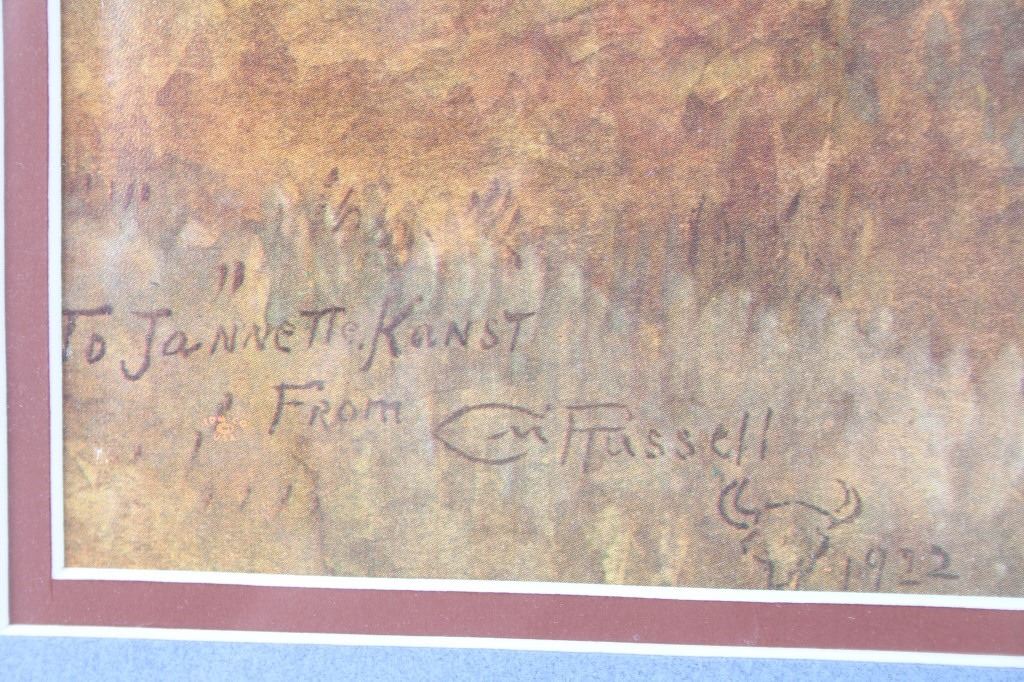 To Jannette. Kanst
From CM Russell
1922